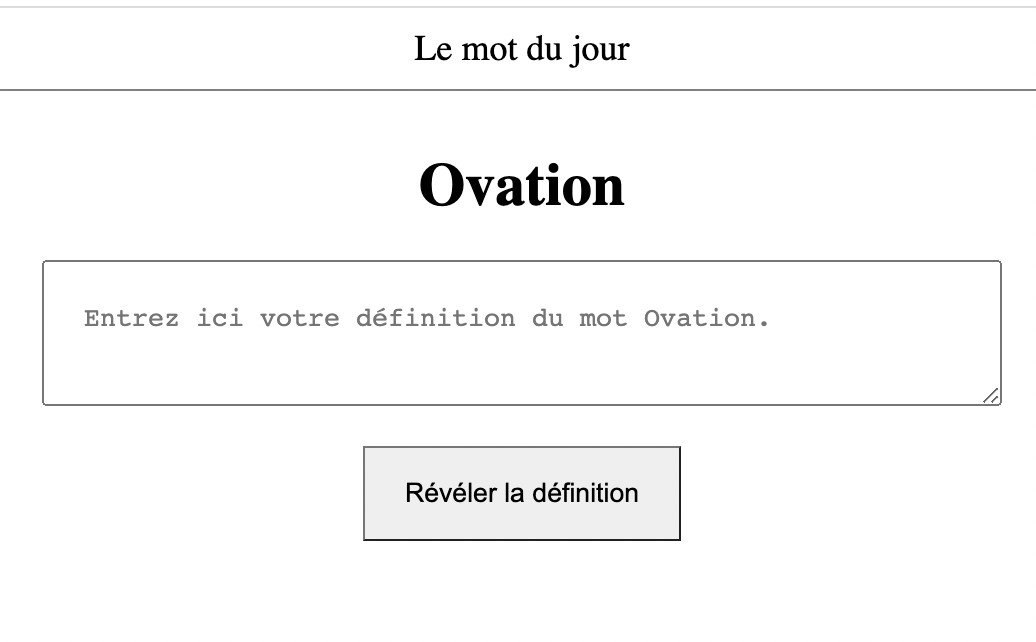 Le mot du jour
Ovation
Entrez ici votre définition du mot Ovation.
Révéler la définition